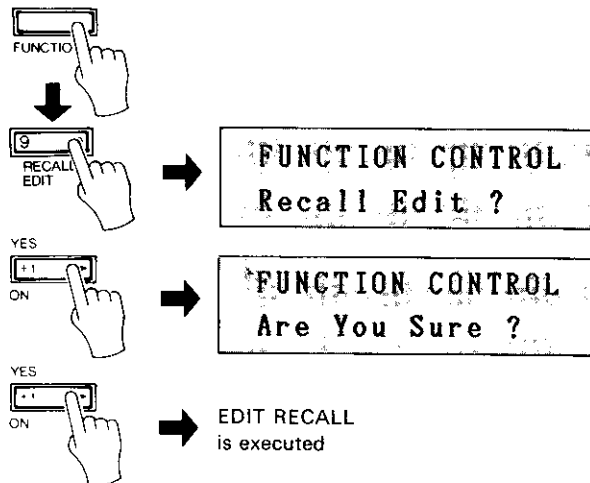 FUNCTIO
9
RECALL
EDIT
FUNCTION CONTROL
Recall Edit ?
YES
+1
ON
FUNCTION CONTROL
Are You Sure ?
YES
+1
ON
EDIT RECALL
is executed